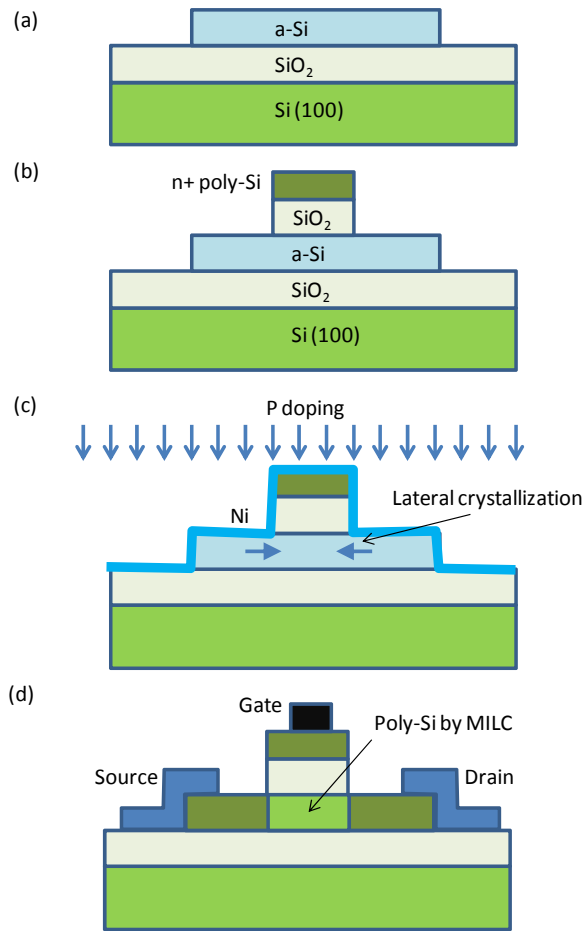 (a)
a-Si
SiO₂
Si (100)
(b)
n+ poly-Si
SiO₂
a-Si
SiO₂
Si (100)
(c)
P doping
Lateral crystallization
Ni
(d)
Gate
Poly-Si by MILC
Source
Drain